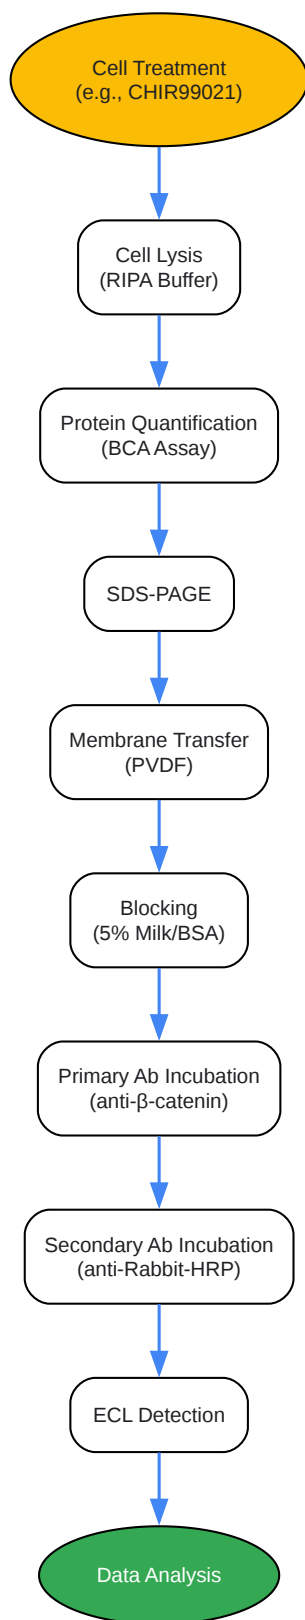 Cell Treatment
(e.g., CHIR99021)
Cell Lysis
(RIPA Buffer)
Protein Quantification
(BCA Assay)
SDS-PAGE
Membrane Transfer
(PVDF)
Blocking
(5% Milk/BSA)
Primary Ab Incubation
(anti-β-catenin)
Secondary Ab Incubation
(anti-Rabbit-HRP)
ECL Detection
Data Analysis